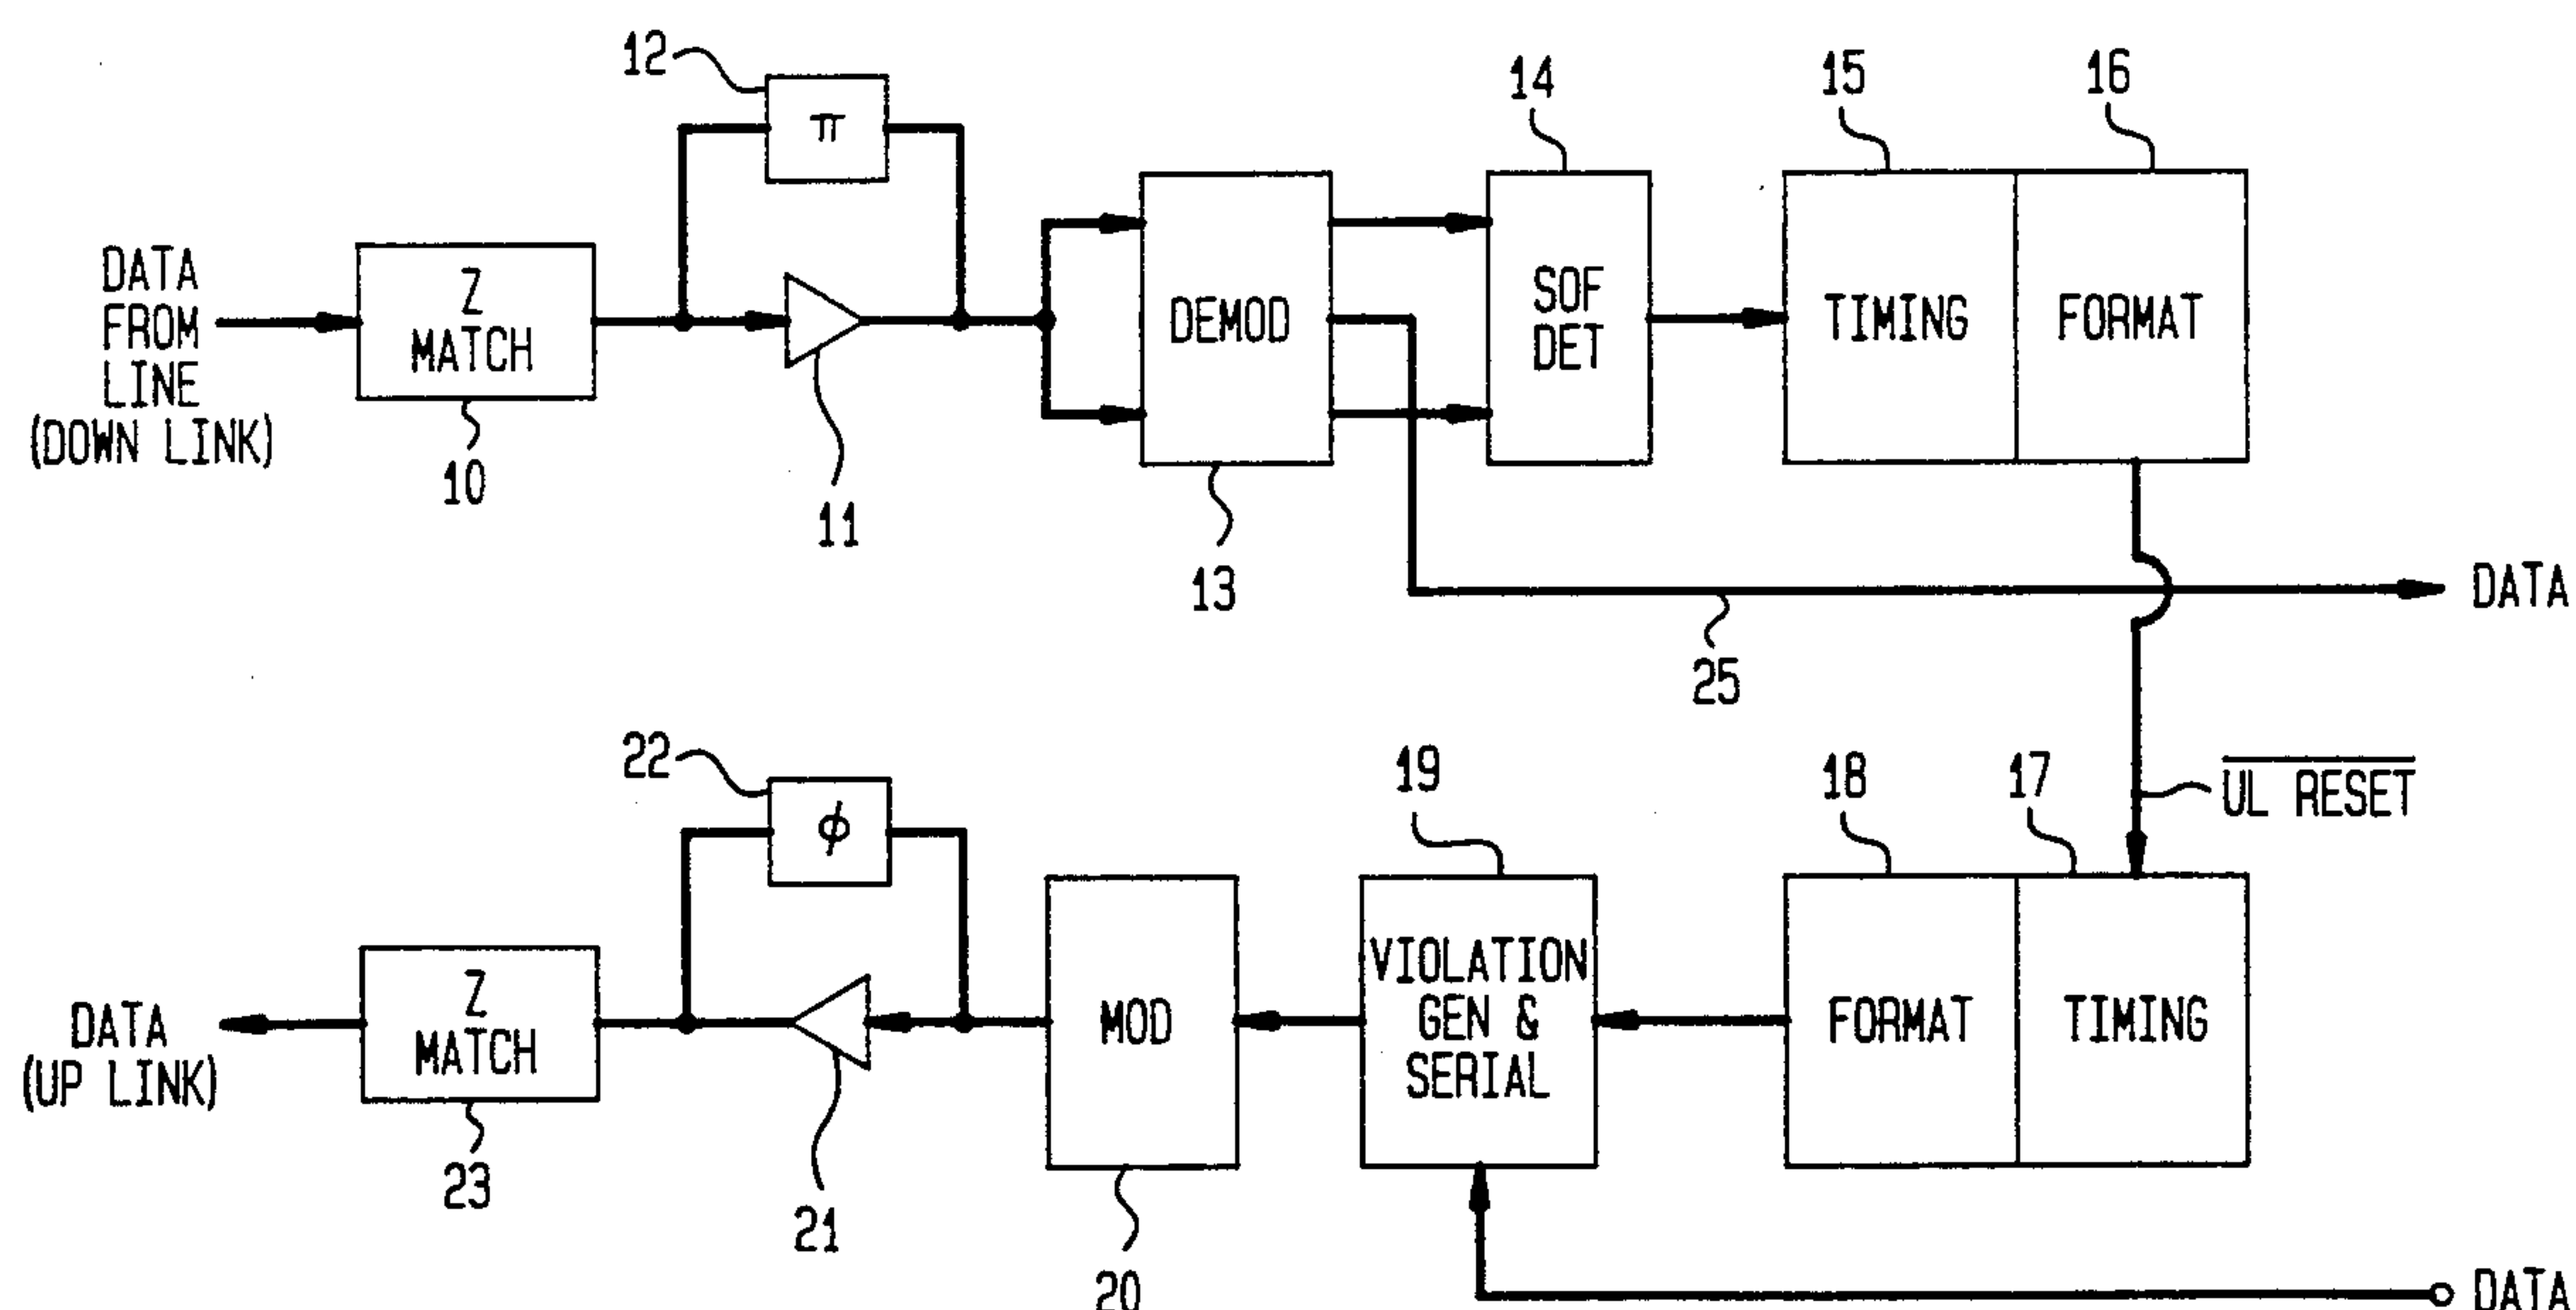 12
π
14
15
16
DATA
FROM
LINE
(DOWN LINK)
Z
MATCH
10
11
DEMOD
13
SOF
DET
TIMING
FORMAT
DATA
25
UL RESET
22
ϕ
19
18
17
DATA
(UP LINK)
Z
MATCH
23
21
MOD
20
VIOLATION
GEN &
SERIAL
FORMAT
TIMING
DATA